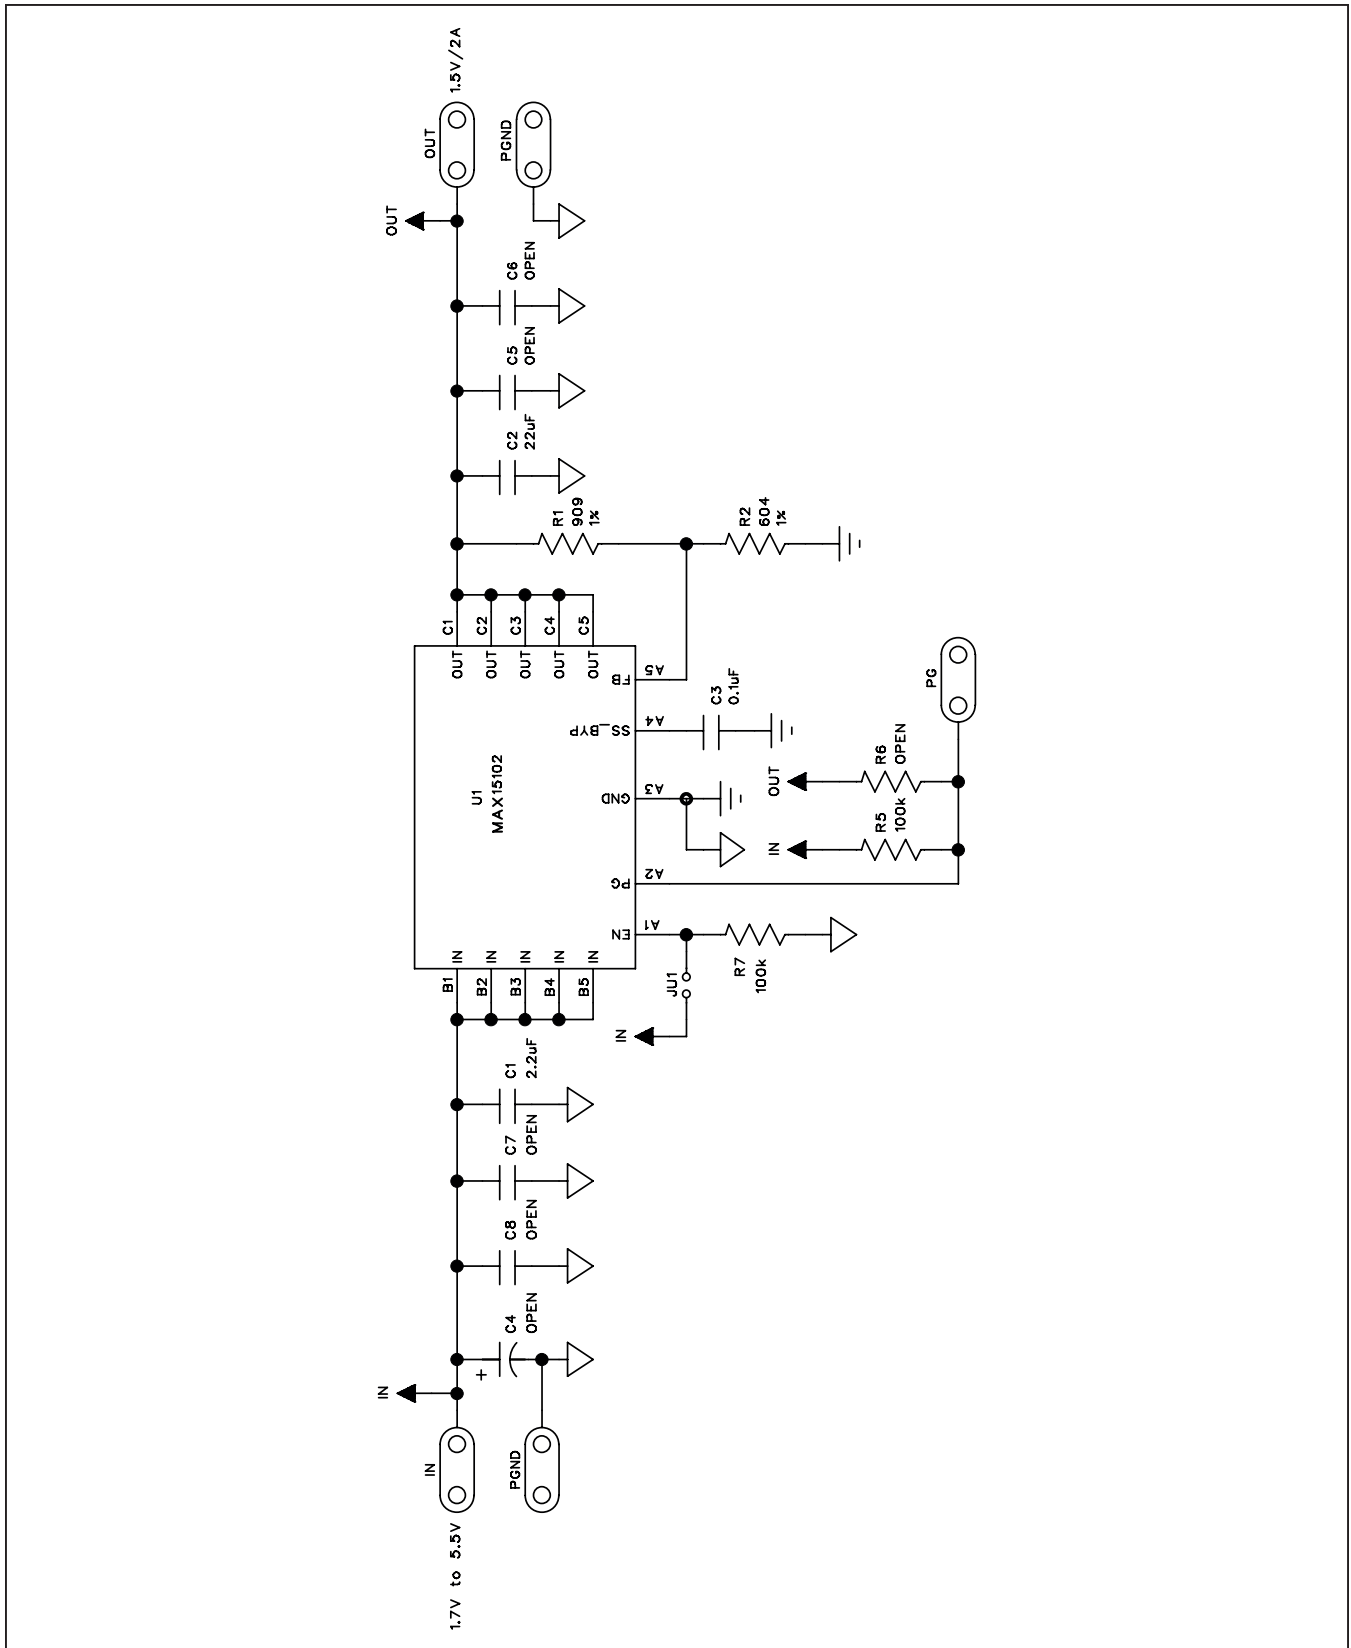 1.7V to 5.5V
IN
PGND
IN
+
C4
OPEN
C8
OPEN
C7
OPEN
C1
2.2uF
B1
B2
B3
B4
B5
IN
IN
IN
IN
IN
U1
MAX15102
EN
PG
GND
SS_BYP
FB
A1
A2
A3
A4
A5
OUT
OUT
OUT
OUT
OUT
C1
C2
C3
C4
C5
IN
JU1
R7
100k
IN
R5
100k
OUT
R6
OPEN
PG
C3
0.1uF
R1
909
1%
R2
604
1%
C2
22uF
C5
OPEN
C6
OPEN
OUT
OUT
PGND
1.5V/2A